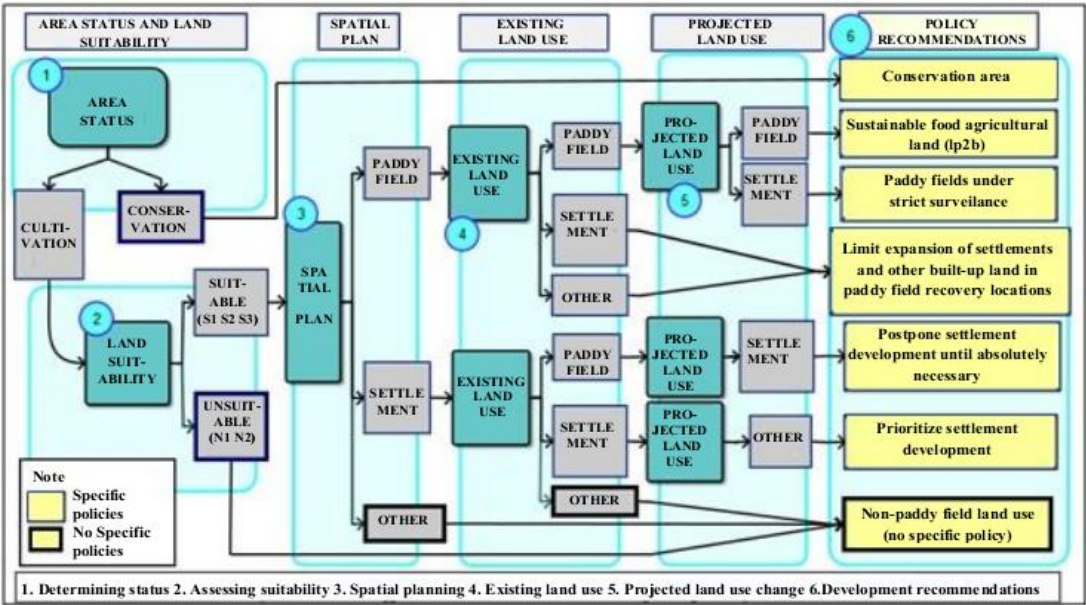 AREA STATUS AND LAND
SUITABILITY
SPATIAL
PLAN
EXISTING
LAND USE
PROJECTED
LAND USE
6
POLICY
RECOMMENDATIONS
1
AREA
STATUS
CULTI-
VATION
CONSER-
VATION
2
LAND
SUIT-
ABILITY
SUIT-
ABLE
(S1 S2 S3)
UNSUIT-
ABLE
(N1 N2)
3
SPA
TIAL
PLAN
PADDY
FIELD
SETTLE
MENT
OTHER
EXISTING
LAND
USE
4
PADDY
FIELD
SETTLE
MENT
OTHER
EXISTING
LAND
USE
PADDY
FIELD
SETTLE
MENT
OTHER
PRO-
JECTED
LAND
USE
5
PADDY
FIELD
SETTLE
MENT
PRO-
JECTED
LAND
USE
SETTLE
MENT
PRO-
JECTED
LAND
USE
OTHER
Conservation area
Sustainable food agricultural
land (lp2b)
Paddy fields under
strict surveilance
Limit expansion of settlements
and other built-up land in
paddy field recovery locations
Postpone settlement
development until absolutely
necessary
Prioritize settlement
development
Non-paddy field land use
(no specific policy)
Note
Specific
policies
No Specific
policies
1. Determining status 2. Assessing suitability 3. Spatial planning 4. Existing land use 5. Projected land use change 6.Development recommendations